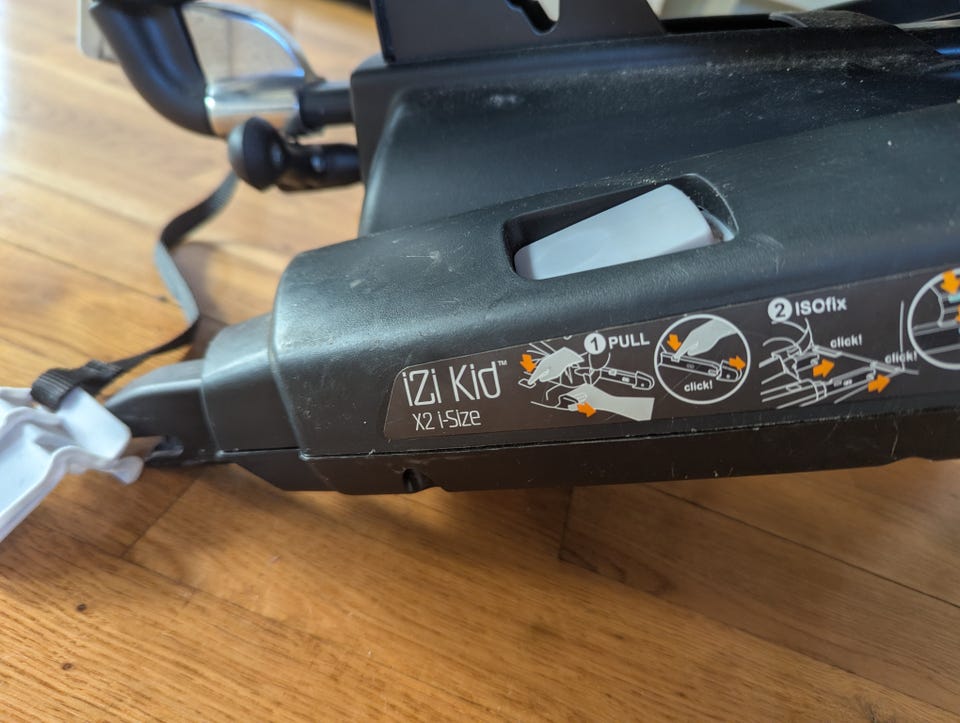 iZi Kid™
X2 i-Size
1 PULL
click!
2 ISOfix
click!
click!